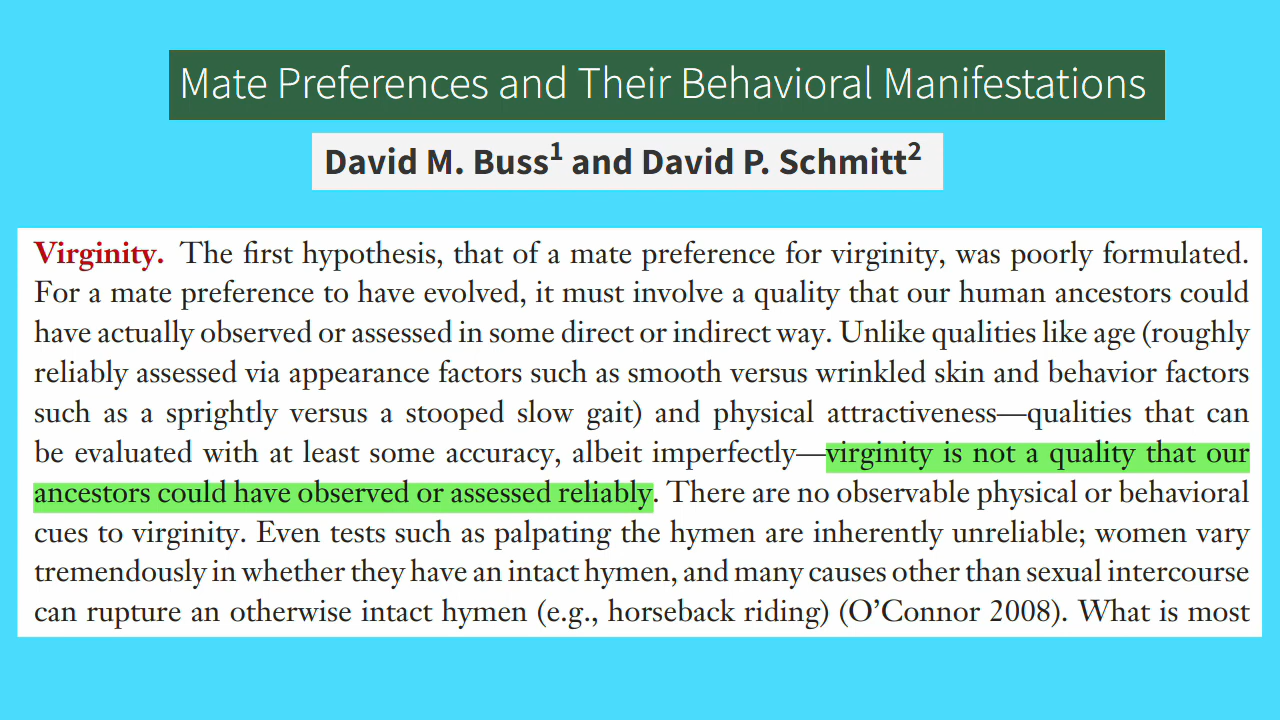 Mate Preferences and Their Behavioral Manifestations
David M. Buss1 and David P. Schmitt2
Virginity. The first hypothesis, that of a mate preference for virginity, was poorly formulated.
For a mate preference to have evolved, it must involve a quality that our human ancestors could
have actually observed or assessed in some direct or indirect way. Unlike qualities like age (roughly
reliably assessed via appearance factors such as smooth versus wrinkled skin and behavior factors
such as a sprightly versus a stooped slow gait) and physical attractiveness—qualities that can
be evaluated with at least some accuracy, albeit imperfectly—virginity is not a quality that our
ancestors could have observed or assessed reliably. There are no observable physical or behavioral
cues to virginity. Even tests such as palpating the hymen are inherently unreliable; women vary
tremendously in whether they have an intact hymen, and many causes other than sexual intercourse
can rupture an otherwise intact hymen (e.g., horseback riding) (O’Connor 2008). What is most